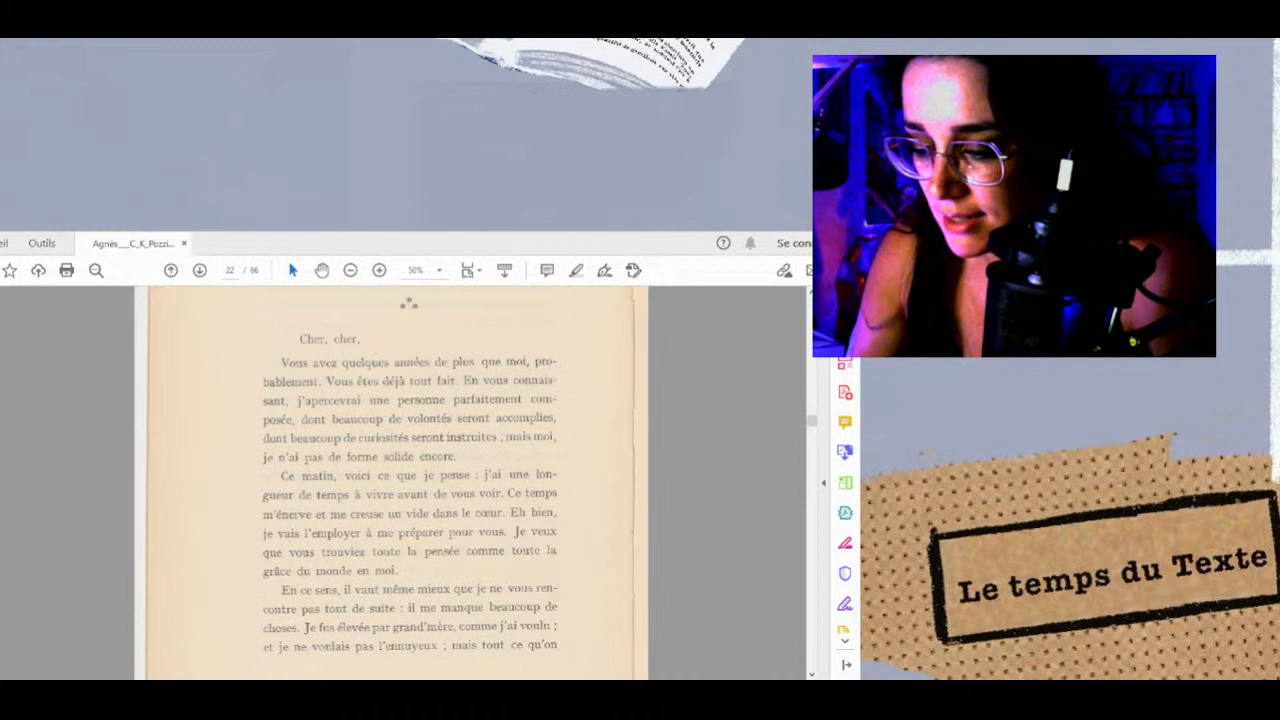 eil
Outils
Agnès__C_K_Pozzi...
Se con
22 / 66
50%
Cher, cher,
Vous avez quelques années de plus que moi, pro-
bablement. Vous êtes déjà tout fait. En vous connais-
sant, j'apercevrai une personne parfaitement com-
posée, dont beaucoup de volontés seront accomplies,
dont beaucoup de curiosités seront instruites ; mais moi,
je n'ai pas de forme solide encore.
Ce matin, voici ce que je pense : j'ai une lon-
gueur de temps à vivre avant de vous voir. Ce temps
m'énerve et me creuse un vide dans le cœur. Eh bien,
je vais l'employer à me préparer pour vous. Je veux
que vous trouviez toute la pensée comme toute la
grâce du monde en moi.
En ce sens, il vaut même mieux que je ne vous ren-
contre pas tout de suite : il me manque beaucoup de
choses. Je fus élevée par grand'mère, comme j'ai voulu ;
et je ne voulais pas l'ennuyeux ; mais tout ce qu'on
Le temps du Texte